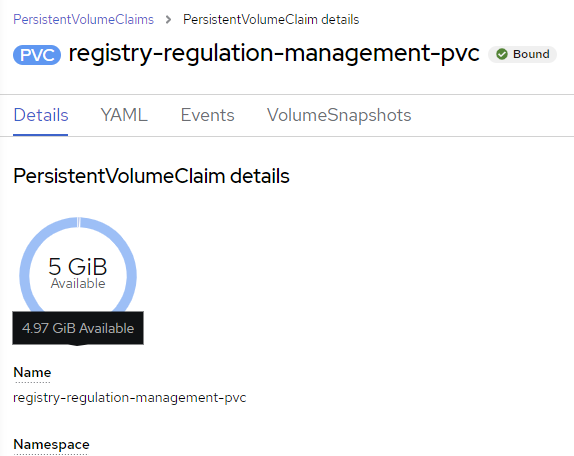 PersistentVolumeClaims > PersistentVolumeClaim details
PVC registry-regulation-management-pvc Bound
Details YAML Events VolumeSnapshots
PersistentVolumeClaim details
5 GiB
Available
4.97 GiB Available
Name
registry-regulation-management-pvc
Namespace